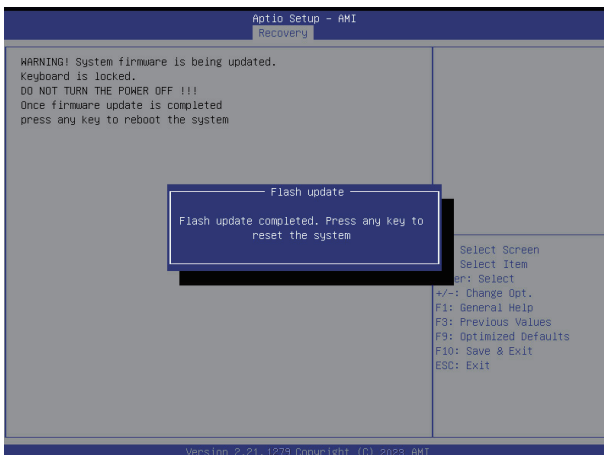 Aptio Setup - AMI
Recovery
WARNING! System firmware is being updated.
Keyboard is locked.
DO NOT TURN THE POWER OFF !!!
Once firmware update is completed
press any key to reboot the system
Flash update
Flash update completed. Press any key to
reset the system
Select Screen
Select Item
er: Select
+/-: Change Opt.
F1: General Help
F3: Previous Values
F9: Optimized Defaults
F10: Save & Exit
ESC: Exit
Version 2.21.1279 Copyright (C) 2023 AMI